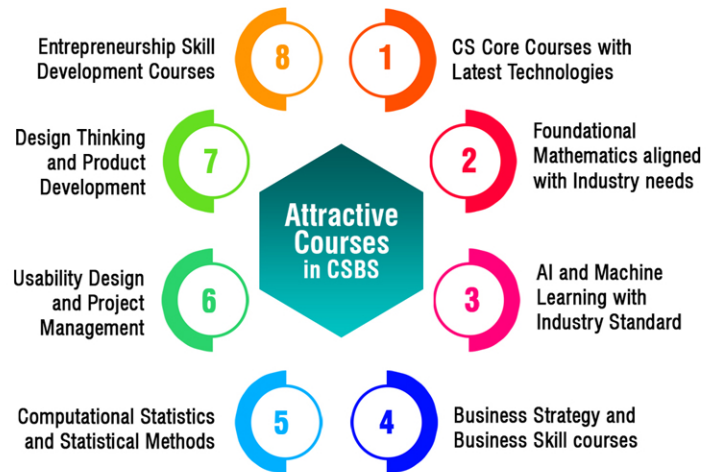 Attractive
Courses
in CSBS
1
CS Core Courses with
Latest Technologies
2
Foundational
Mathematics aligned
with Industry needs
3
AI and Machine
Learning with
Industry Standard
4
Business Strategy and
Business Skill courses
5
Computational Statistics
and Statistical Methods
6
Usability Design
and Project
Management
7
Design Thinking
and Product
Development
8
Entrepreneurship Skill
Development Courses